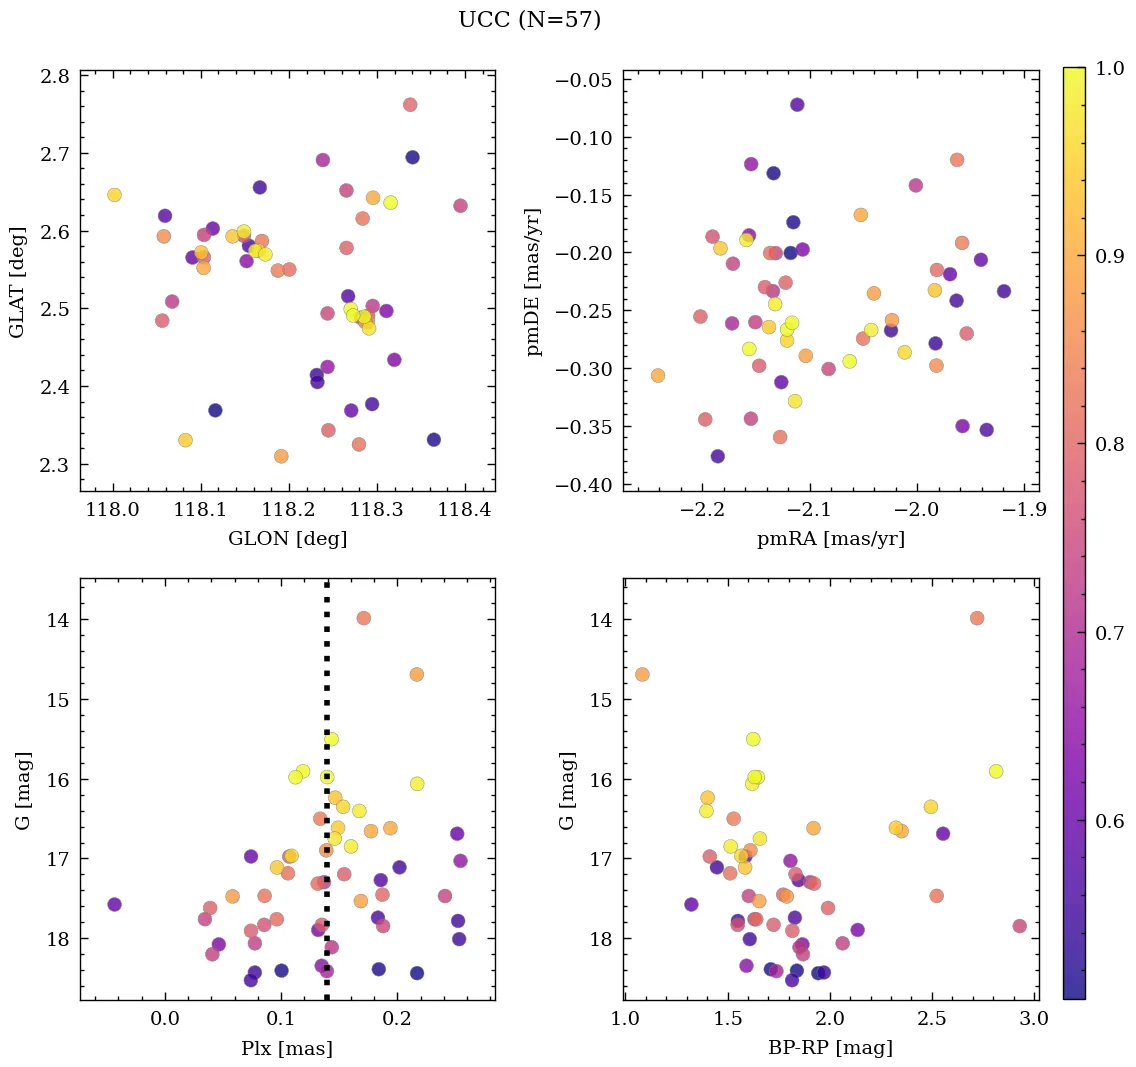 UCC (N=57)
2.8
2.7
2.6
2.5
2.4
2.3
GLAT [deg]
118.0 118.1 118.2 118.3 118.4
GLON [deg]
−0.05
−0.10
−0.15
−0.20
−0.25
−0.30
−0.35
−0.40
pmDE [mas/yr]
−2.2 −2.1 −2.0 −1.9
pmRA [mas/yr]
14
15
16
17
18
G [mag]
0.0 0.1 0.2
Plx [mas]
14
15
16
17
18
G [mag]
1.0 1.5 2.0 2.5 3.0
BP-RP [mag]
1.0
0.9
0.8
0.7
0.6